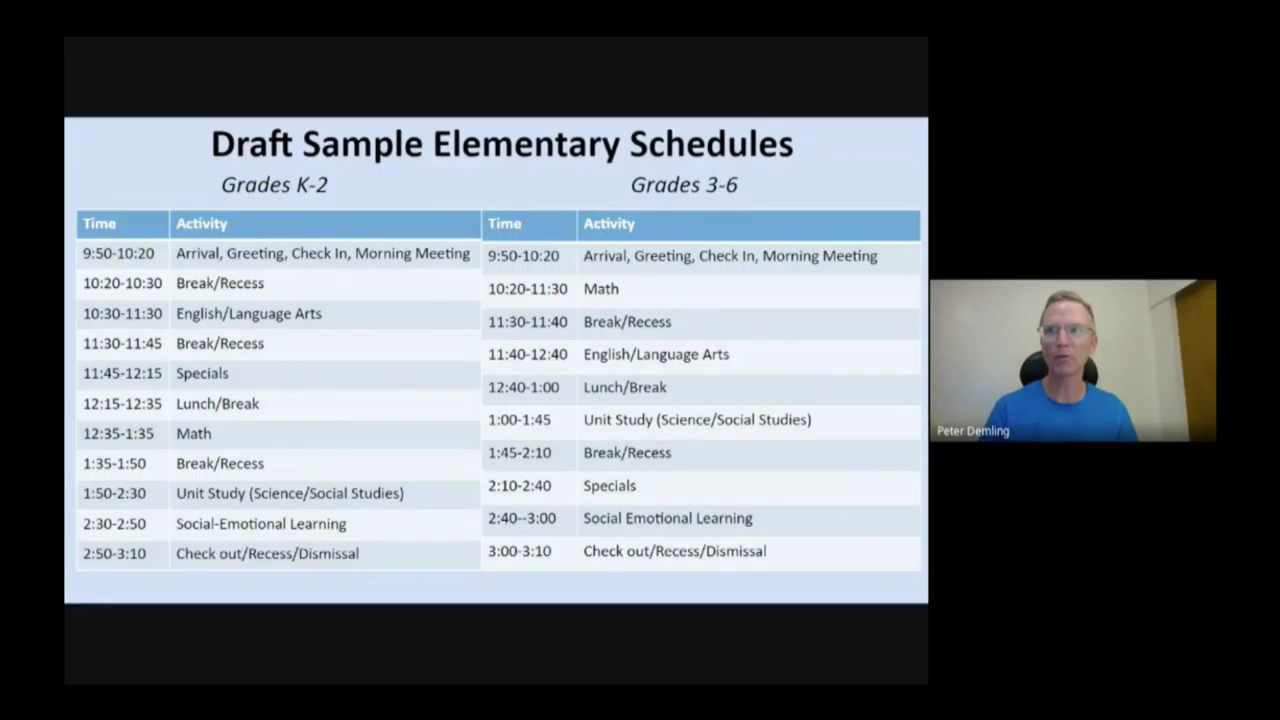 Draft Sample Elementary Schedules
Grades K-2
Time Activity
9:50-10:20 Arrival, Greeting, Check In, Morning Meeting
10:20-10:30 Break/Recess
10:30-11:30 English/Language Arts
11:30-11:45 Break/Recess
11:45-12:15 Specials
12:15-12:35 Lunch/Break
12:35-1:35 Math
1:35-1:50 Break/Recess
1:50-2:30 Unit Study (Science/Social Studies)
2:30-2:50 Social-Emotional Learning
2:50-3:10 Check out/Recess/Dismissal
Grades 3-6
Time Activity
9:50-10:20 Arrival, Greeting, Check In, Morning Meeting
10:20-11:30 Math
11:30-11:40 Break/Recess
11:40-12:40 English/Language Arts
12:40-1:00 Lunch/Break
1:00-1:45 Unit Study (Science/Social Studies)
1:45-2:10 Break/Recess
2:10-2:40 Specials
2:40--3:00 Social Emotional Learning
3:00-3:10 Check out/Recess/Dismissal
Peter Demling